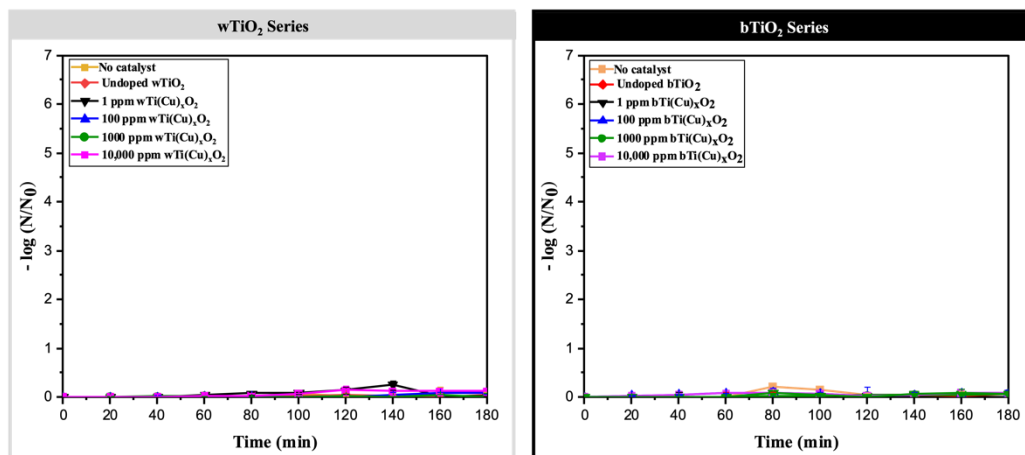 wTiO₂ Series
7
6
5
4
3
2
1
0
- log (N/N₀)
No catalyst
Undoped wTiO₂
1 ppm wTi(Cu)ₓO₂
100 ppm wTi(Cu)ₓO₂
1000 ppm wTi(Cu)ₓO₂
10,000 ppm wTi(Cu)ₓO₂
0 20 40 60 80 100 120 140 160 180
Time (min)
bTiO₂ Series
7
6
5
4
3
2
1
0
- log (N/N₀)
No catalyst
Undoped bTiO₂
1 ppm bTi(Cu)ₓO2
100 ppm bTi(Cu)ₓO2
1000 ppm bTi(Cu)ₓO2
10,000 ppm bTi(Cu)ₓO2
0 20 40 60 80 100 120 140 160 180
Time (min)